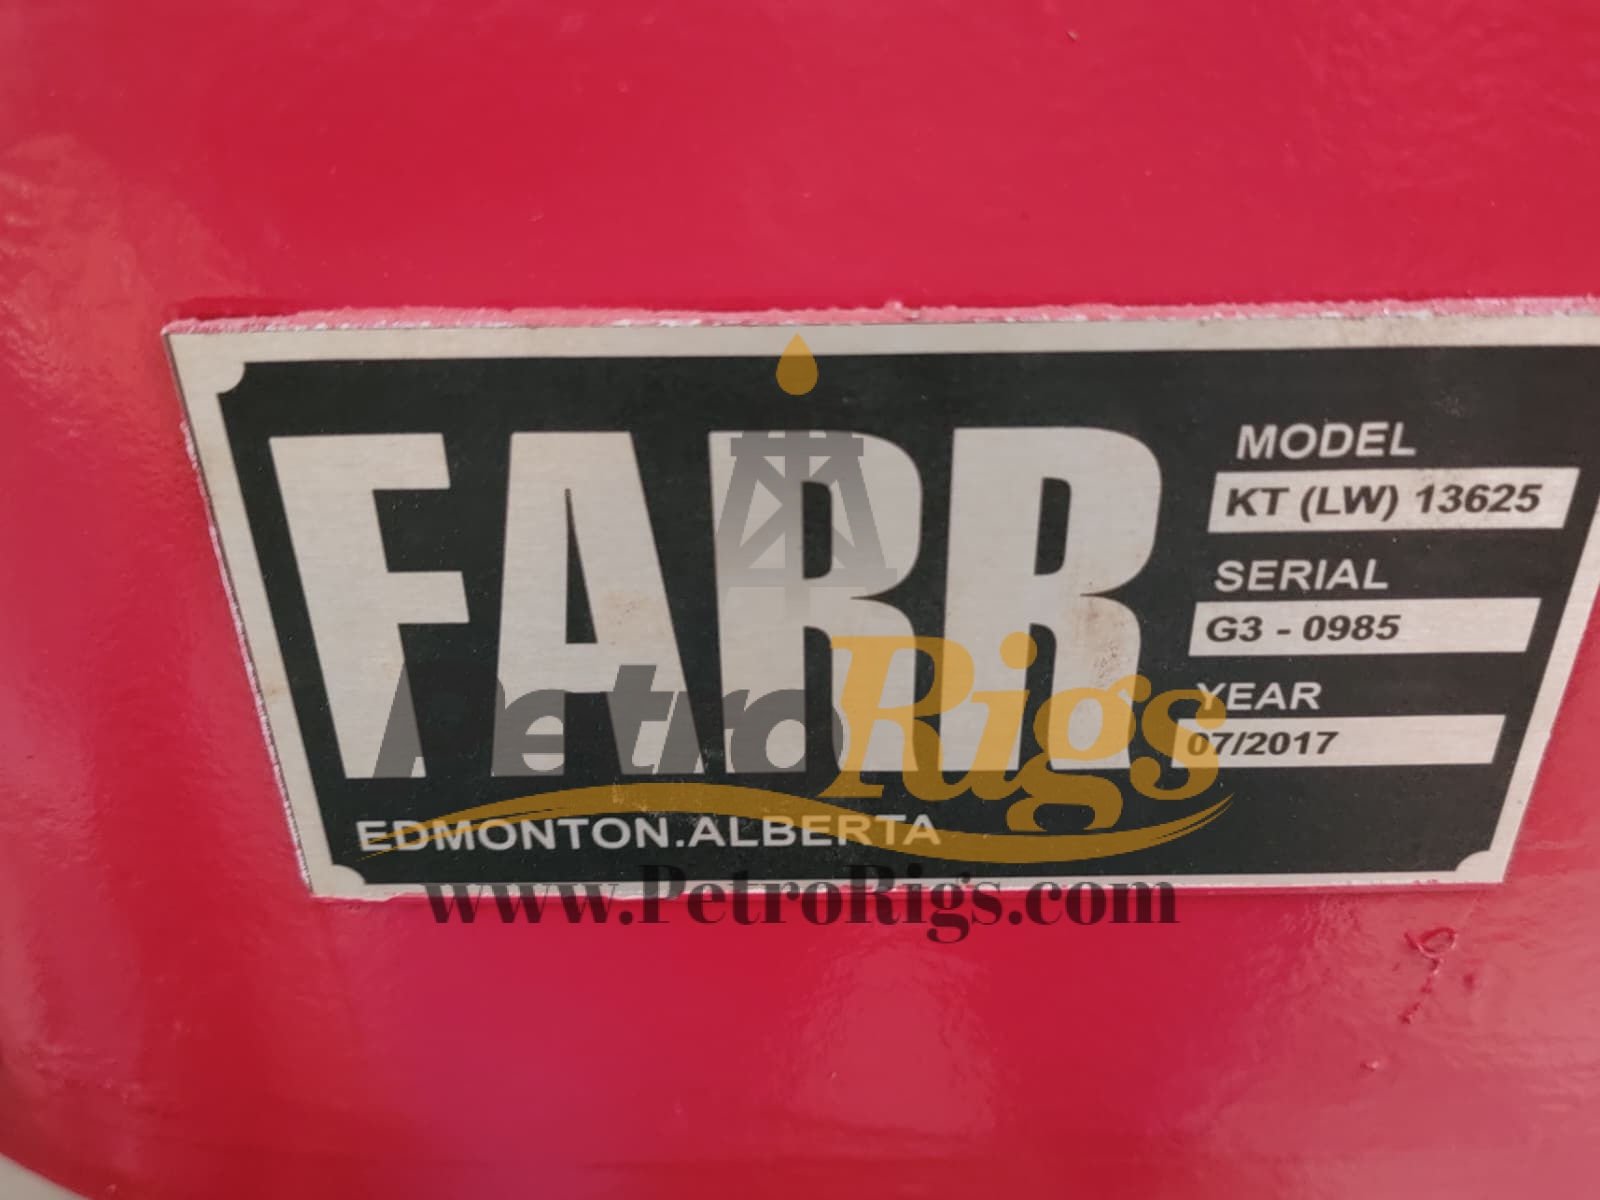 FARR
MODEL
KT (LW) 13625
SERIAL
G3 - 0985
YEAR
07/2017
EDMONTON.ALBERTA
PetroRigs
www.PetroRigs.com